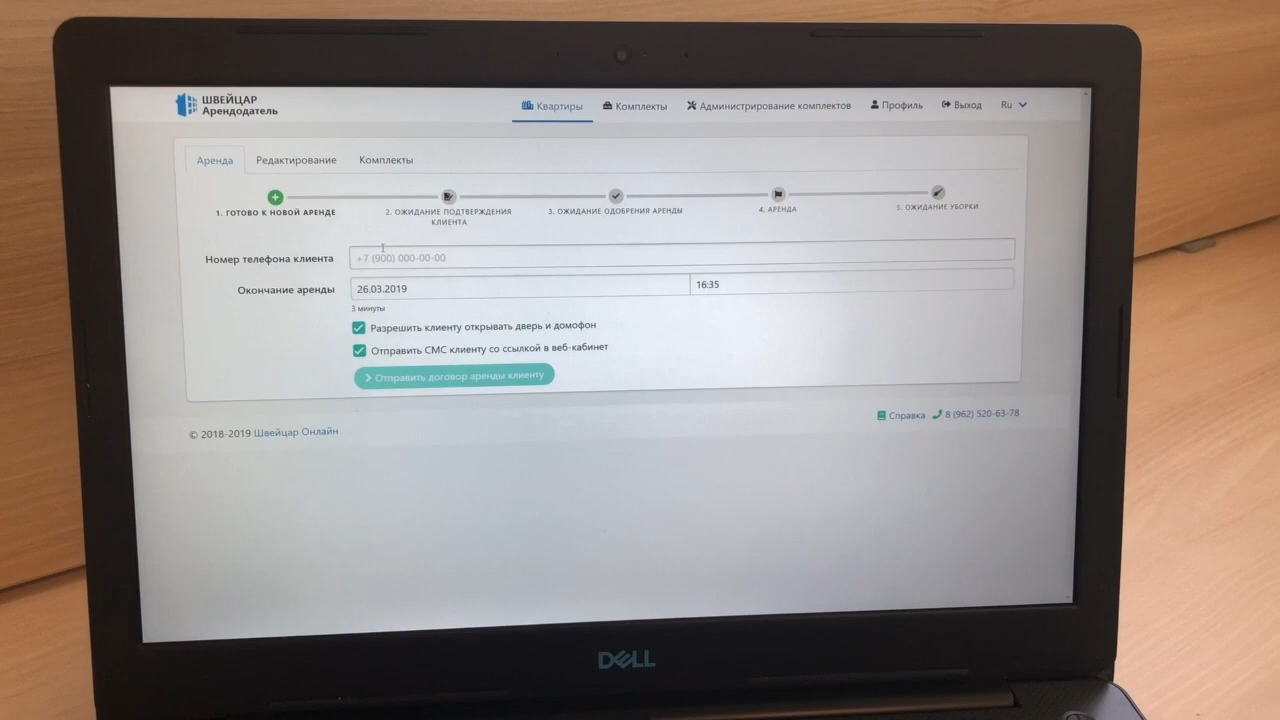 ШВЕЙЦАР
Арендодатель
Квартиры
Комплекты
Администрирование комплектов
Профиль
Выход
Ru
Аренда
Редактирование
Комплекты
1. ГОТОВО К НОВОЙ АРЕНДЕ
2. ОЖИДАНИЕ ПОДТВЕРЖДЕНИЯ
КЛИЕНТА
3. ОЖИДАНИЕ ОДОБРЕНИЯ АРЕНДЫ
4. АРЕНДА
5. ОЖИДАНИЕ УБОРКИ
Номер телефона клиента
+7 (900) 000-00-00
Окончание аренды
26.03.2019
16:35
3 минуты
Разрешить клиенту открывать дверь и домофон
Отправить СМС клиенту со ссылкой в веб-кабинет
Отправить договор аренды клиенту
Справка
8 (962) 520-63-78
© 2018-2019 Швейцар Онлайн
DELL